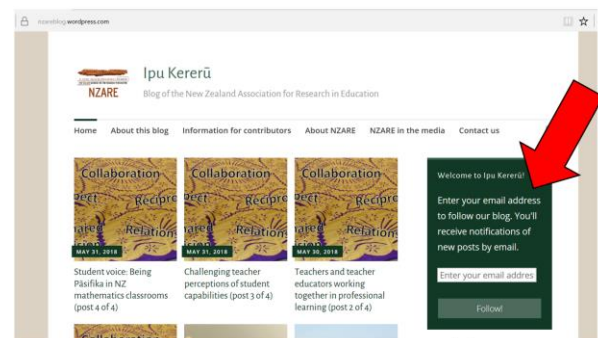 nzareblog.wordpress.com
NZARE
Ipu Kererū
Blog of the New Zealand Association for Research in Education
Home About this blog Information for contributors About NZARE NZARE in the media Contact us
Collaboration
Relation
MAY 31, 2018
Student voice: Being
Pāsifika in NZ
mathematics classrooms
(post 4 of 4)
Collaboration
Recipro
Relation
MAY 31, 2018
Challenging teacher
perceptions of student
capabilities (post 3 of 4)
Collaboration
Recipro
Relation
MAY 30, 2018
Teachers and teacher
educators working
together in professional
learning (post 2 of 4)
Welcome to Ipu Kererū!
Enter your email address
to follow our blog. You'll
receive notifications of
new posts by email.
Enter your email addres
Follow!